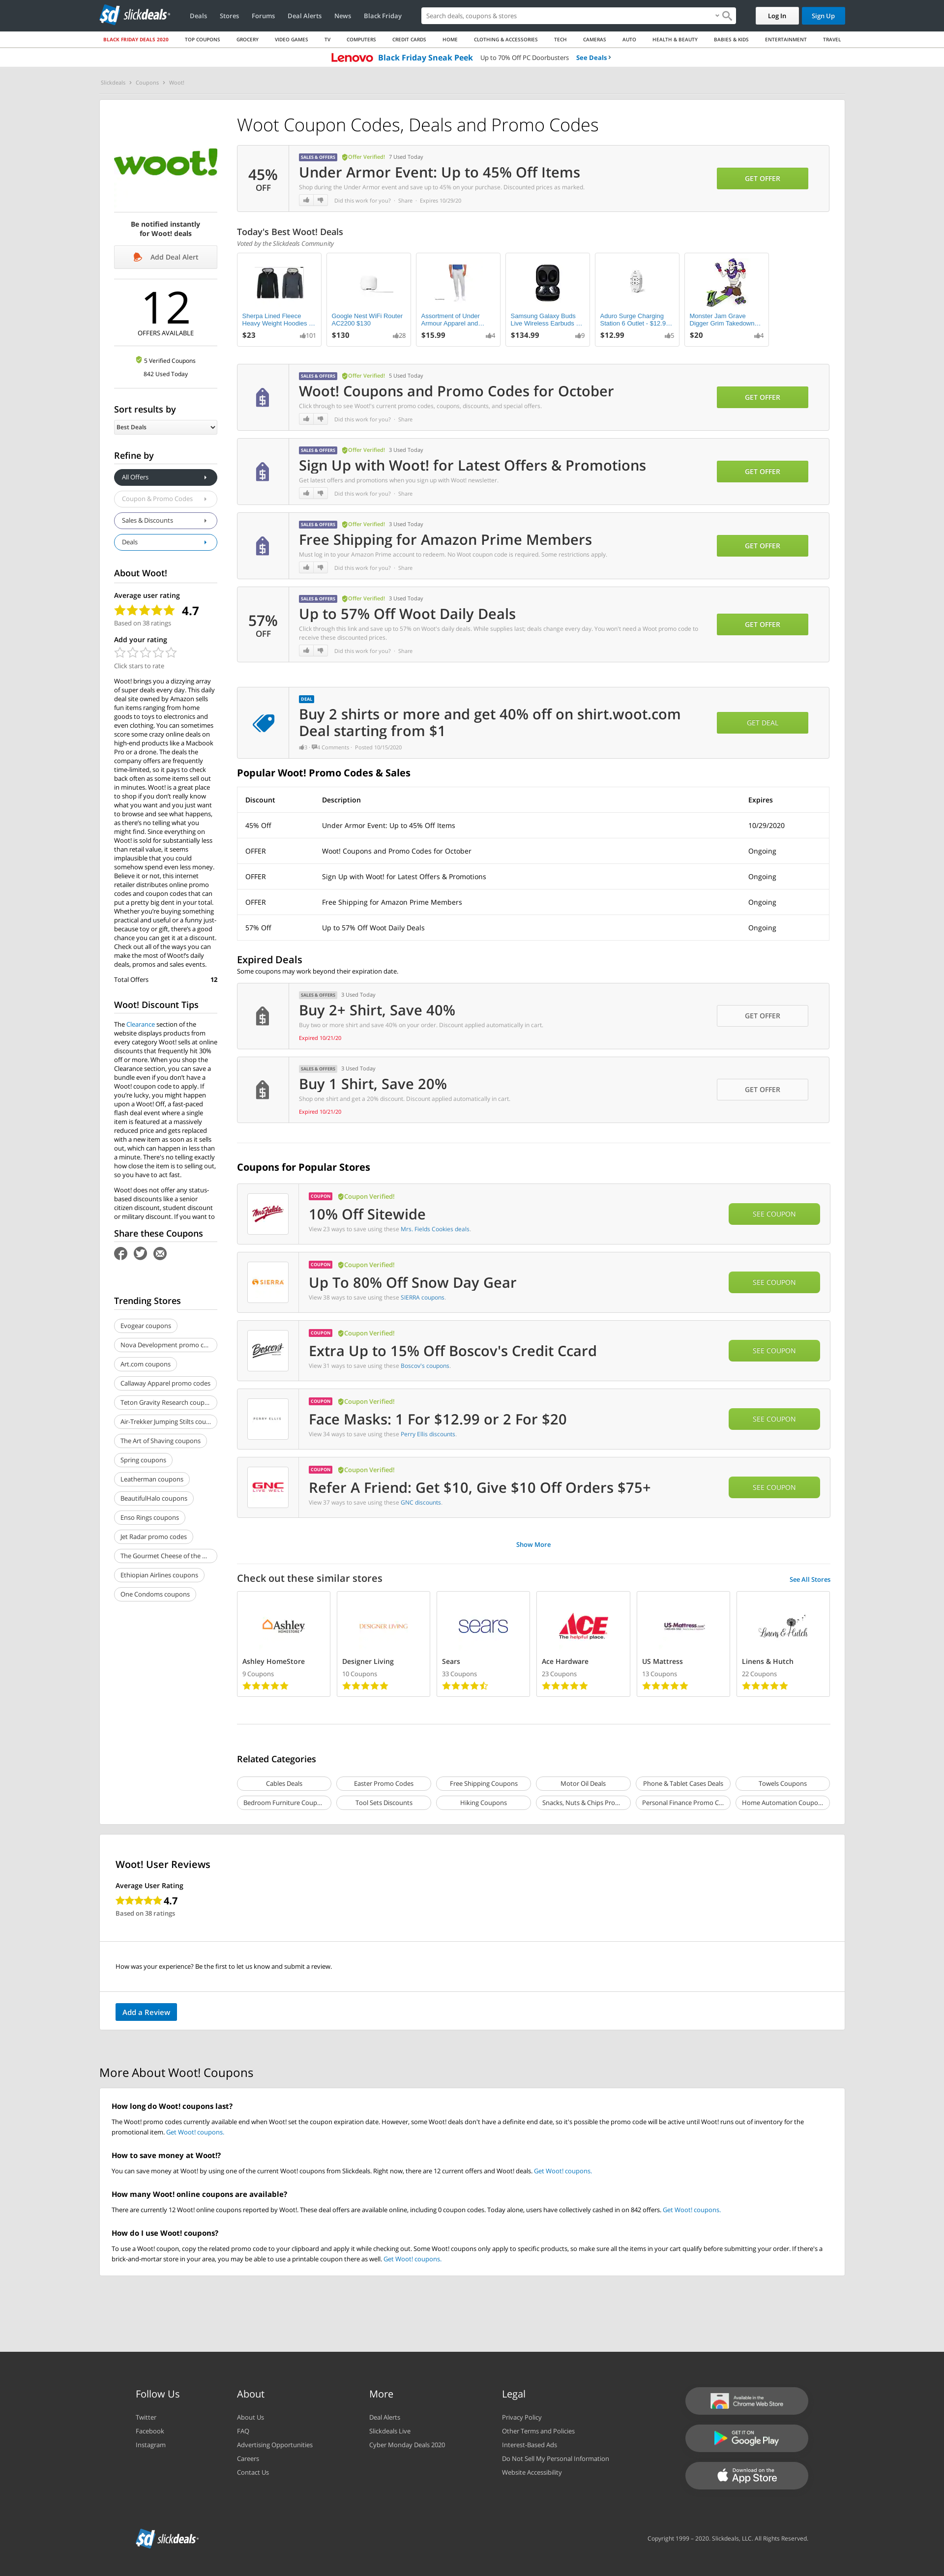 sd slickdeals
Deals Stores Forums Deal Alerts News Black Friday
Search deals, coupons & stores
Log In
Sign Up
BLACK FRIDAY DEALS 2020 TOP COUPONS GROCERY VIDEO GAMES TV COMPUTERS CREDIT CARDS HOME CLOTHING & ACCESSORIES TECH CAMERAS AUTO HEALTH & BEAUTY BABIES & KIDS ENTERTAINMENT TRAVEL
Lenovo Black Friday Sneak Peek Up to 70% Off PC Doorbusters See Deals
Slickdeals Coupons Woot!
woot!
Be notified instantly
for Woot! deals
Add Deal Alert
12
OFFERS AVAILABLE
5 Verified Coupons
842 Used Today
Sort results by
Best Deals
Refine by
All Offers
Coupon & Promo Codes
Sales & Discounts
Deals
About Woot!
Average user rating
4.7
Based on 38 ratings
Add your rating
Click stars to rate
Woot! brings you a dizzying array
of super deals every day. This daily
deal site owned by Amazon sells
fun items ranging from home
goods to toys to electronics and
even clothing. You can sometimes
score some crazy online deals on
high-end products like a Macbook
Pro or a drone. The deals the
company offers are frequently
time-limited, so it pays to check
back often as some items sell out
in minutes. Woot! is a great place
to shop if you don't really know
what you want and you just want
to browse and see what happens,
as there's no telling what you
might find. Since everything on
Woot! is sold for substantially less
than retail value, it seems
implausible that you could
somehow spend even less money.
Believe it or not, this internet
retailer distributes online promo
codes and coupon codes that can
put a pretty big dent in your total.
Whether you're buying something
practical and useful or a funny just-
because toy or gift, there's a good
chance you can get it at a discount.
Check out all of the ways you can
make the most of Woot!'s daily
deals, promos and sales events.
Total Offers 12
Woot! Discount Tips
The Clearance section of the
website displays products from
every category Woot! sells at online
discounts that frequently hit 30%
off or more. When you shop the
Clearance section, you can save a
bundle even if you don't have a
Woot! coupon code to apply. If
you're lucky, you might happen
upon a Woot! Off, a fast-paced
flash deal event where a single
item is featured at a massively
reduced price and gets replaced
with a new item as soon as it sells
out, which can happen in less than
a minute. There's no telling exactly
how close the item is to selling out,
so you have to act fast.
Woot! does not offer any status-
based discounts like a senior
citizen discount, student discount
or military discount. If you want to
Share these Coupons
Trending Stores
Evogear coupons
Nova Development promo c...
Art.com coupons
Callaway Apparel promo codes
Teton Gravity Research coup...
Air-Trekker Jumping Stilts cou...
The Art of Shaving coupons
Spring coupons
Leatherman coupons
BeautifulHalo coupons
Enso Rings coupons
Jet Radar promo codes
The Gourmet Cheese of the ...
Ethiopian Airlines coupons
One Condoms coupons
Woot Coupon Codes, Deals and Promo Codes
45%
OFF
SALES & OFFERS Offer Verified! 7 Used Today
Under Armor Event: Up to 45% Off Items
Shop during the Under Armor event and save up to 45% on your purchase. Discounted prices as marked.
Did this work for you? · Share · Expires 10/29/20
GET OFFER
Today's Best Woot! Deals
Voted by the Slickdeals Community
Sherpa Lined Fleece
Heavy Weight Hoodies ...
$23 101
Google Nest WiFi Router
AC2200 $130
$130 28
Assortment of Under
Armour Apparel and...
$15.99 4
Samsung Galaxy Buds
Live Wireless Earbuds ...
$134.99 9
Aduro Surge Charging
Station 6 Outlet - $12.9...
$12.99 5
Monster Jam Grave
Digger Grim Takedown...
$20 4
SALES & OFFERS Offer Verified! 5 Used Today
Woot! Coupons and Promo Codes for October
Click through to see Woot!'s current promo codes, coupons, discounts, and special offers.
Did this work for you? · Share
GET OFFER
SALES & OFFERS Offer Verified! 3 Used Today
Sign Up with Woot! for Latest Offers & Promotions
Get latest offers and promotions when you sign up with Woot! newsletter.
Did this work for you? · Share
GET OFFER
SALES & OFFERS Offer Verified! 3 Used Today
Free Shipping for Amazon Prime Members
Must log in to your Amazon Prime account to redeem. No Woot coupon code is required. Some restrictions apply.
Did this work for you? · Share
GET OFFER
57%
OFF
SALES & OFFERS Offer Verified! 3 Used Today
Up to 57% Off Woot Daily Deals
Click through this link and save up to 57% on Woot's daily deals. While supplies last; deals change every day. You won't need a Woot promo code to
receive these discounted prices.
Did this work for you? · Share
GET OFFER
DEAL
Buy 2 shirts or more and get 40% off on shirt.woot.com
Deal starting from $1
3 · 4 Comments · Posted 10/15/2020
GET DEAL
Popular Woot! Promo Codes & Sales
Discount Description Expires
45% Off Under Armor Event: Up to 45% Off Items 10/29/2020
OFFER Woot! Coupons and Promo Codes for October Ongoing
OFFER Sign Up with Woot! for Latest Offers & Promotions Ongoing
OFFER Free Shipping for Amazon Prime Members Ongoing
57% Off Up to 57% Off Woot Daily Deals Ongoing
Expired Deals
Some coupons may work beyond their expiration date.
SALES & OFFERS 3 Used Today
Buy 2+ Shirt, Save 40%
Buy two or more shirt and save 40% on your order. Discount applied automatically in cart.
Expired 10/21/20
GET OFFER
SALES & OFFERS 3 Used Today
Buy 1 Shirt, Save 20%
Shop one shirt and get a 20% discount. Discount applied automatically in cart.
Expired 10/21/20
GET OFFER
Coupons for Popular Stores
Mrs. Fields
COUPON Coupon Verified!
10% Off Sitewide
View 23 ways to save using these Mrs. Fields Cookies deals.
SEE COUPON
SIERRA
COUPON Coupon Verified!
Up To 80% Off Snow Day Gear
View 38 ways to save using these SIERRA coupons.
SEE COUPON
Boscov's
COUPON Coupon Verified!
Extra Up to 15% Off Boscov's Credit Ccard
View 31 ways to save using these Boscov's coupons.
SEE COUPON
PERRY ELLIS
COUPON Coupon Verified!
Face Masks: 1 For $12.99 or 2 For $20
View 34 ways to save using these Perry Ellis discounts.
SEE COUPON
GNC
LIVE WELL
COUPON Coupon Verified!
Refer A Friend: Get $10, Give $10 Off Orders $75+
View 37 ways to save using these GNC discounts.
SEE COUPON
Show More
Check out these similar stores
See All Stores
Ashley
HOMESTORE
Ashley HomeStore
9 Coupons
DESIGNER LIVING
Designer Living
10 Coupons
sears
Sears
33 Coupons
ACE
The helpful place.
Ace Hardware
23 Coupons
US-Mattress
US Mattress
13 Coupons
Linens & Hutch
Linens & Hutch
22 Coupons
Related Categories
Cables Deals Easter Promo Codes Free Shipping Coupons Motor Oil Deals Phone & Tablet Cases Deals Towels Coupons
Bedroom Furniture Coup... Tool Sets Discounts Hiking Coupons Snacks, Nuts & Chips Pro... Personal Finance Promo C... Home Automation Coupo...
Woot! User Reviews
Average User Rating
4.7
Based on 38 ratings
How was your experience? Be the first to let us know and submit a review.
Add a Review
More About Woot! Coupons
How long do Woot! coupons last?
The Woot! promo codes currently available end when Woot! set the coupon expiration date. However, some Woot! deals don't have a definite end date, so it's possible the promo code will be active until Woot! runs out of inventory for the
promotional item. Get Woot! coupons.
How to save money at Woot!?
You can save money at Woot! by using one of the current Woot! coupons from Slickdeals. Right now, there are 12 current offers and Woot! deals. Get Woot! coupons.
How many Woot! online coupons are available?
There are currently 12 Woot! online coupons reported by Woot!. These deal offers are available online, including 0 coupon codes. Today alone, users have collectively cashed in on 842 offers. Get Woot! coupons.
How do I use Woot! coupons?
To use a Woot! coupon, copy the related promo code to your clipboard and apply it while checking out. Some Woot! coupons only apply to specific products, so make sure all the items in your cart qualify before submitting your order. If there's a
brick-and-mortar store in your area, you may be able to use a printable coupon there as well. Get Woot! coupons.
Follow Us
Twitter
Facebook
Instagram
About
About Us
FAQ
Advertising Opportunities
Careers
Contact Us
More
Deal Alerts
Slickdeals Live
Cyber Monday Deals 2020
Legal
Privacy Policy
Other Terms and Policies
Interest-Based Ads
Do Not Sell My Personal Information
Website Accessibility
Available in the
Chrome Web Store
GET IT ON
Google Play
Download on the
App Store
sd slickdeals
Copyright 1999 – 2020. Slickdeals, LLC. All Rights Reserved.